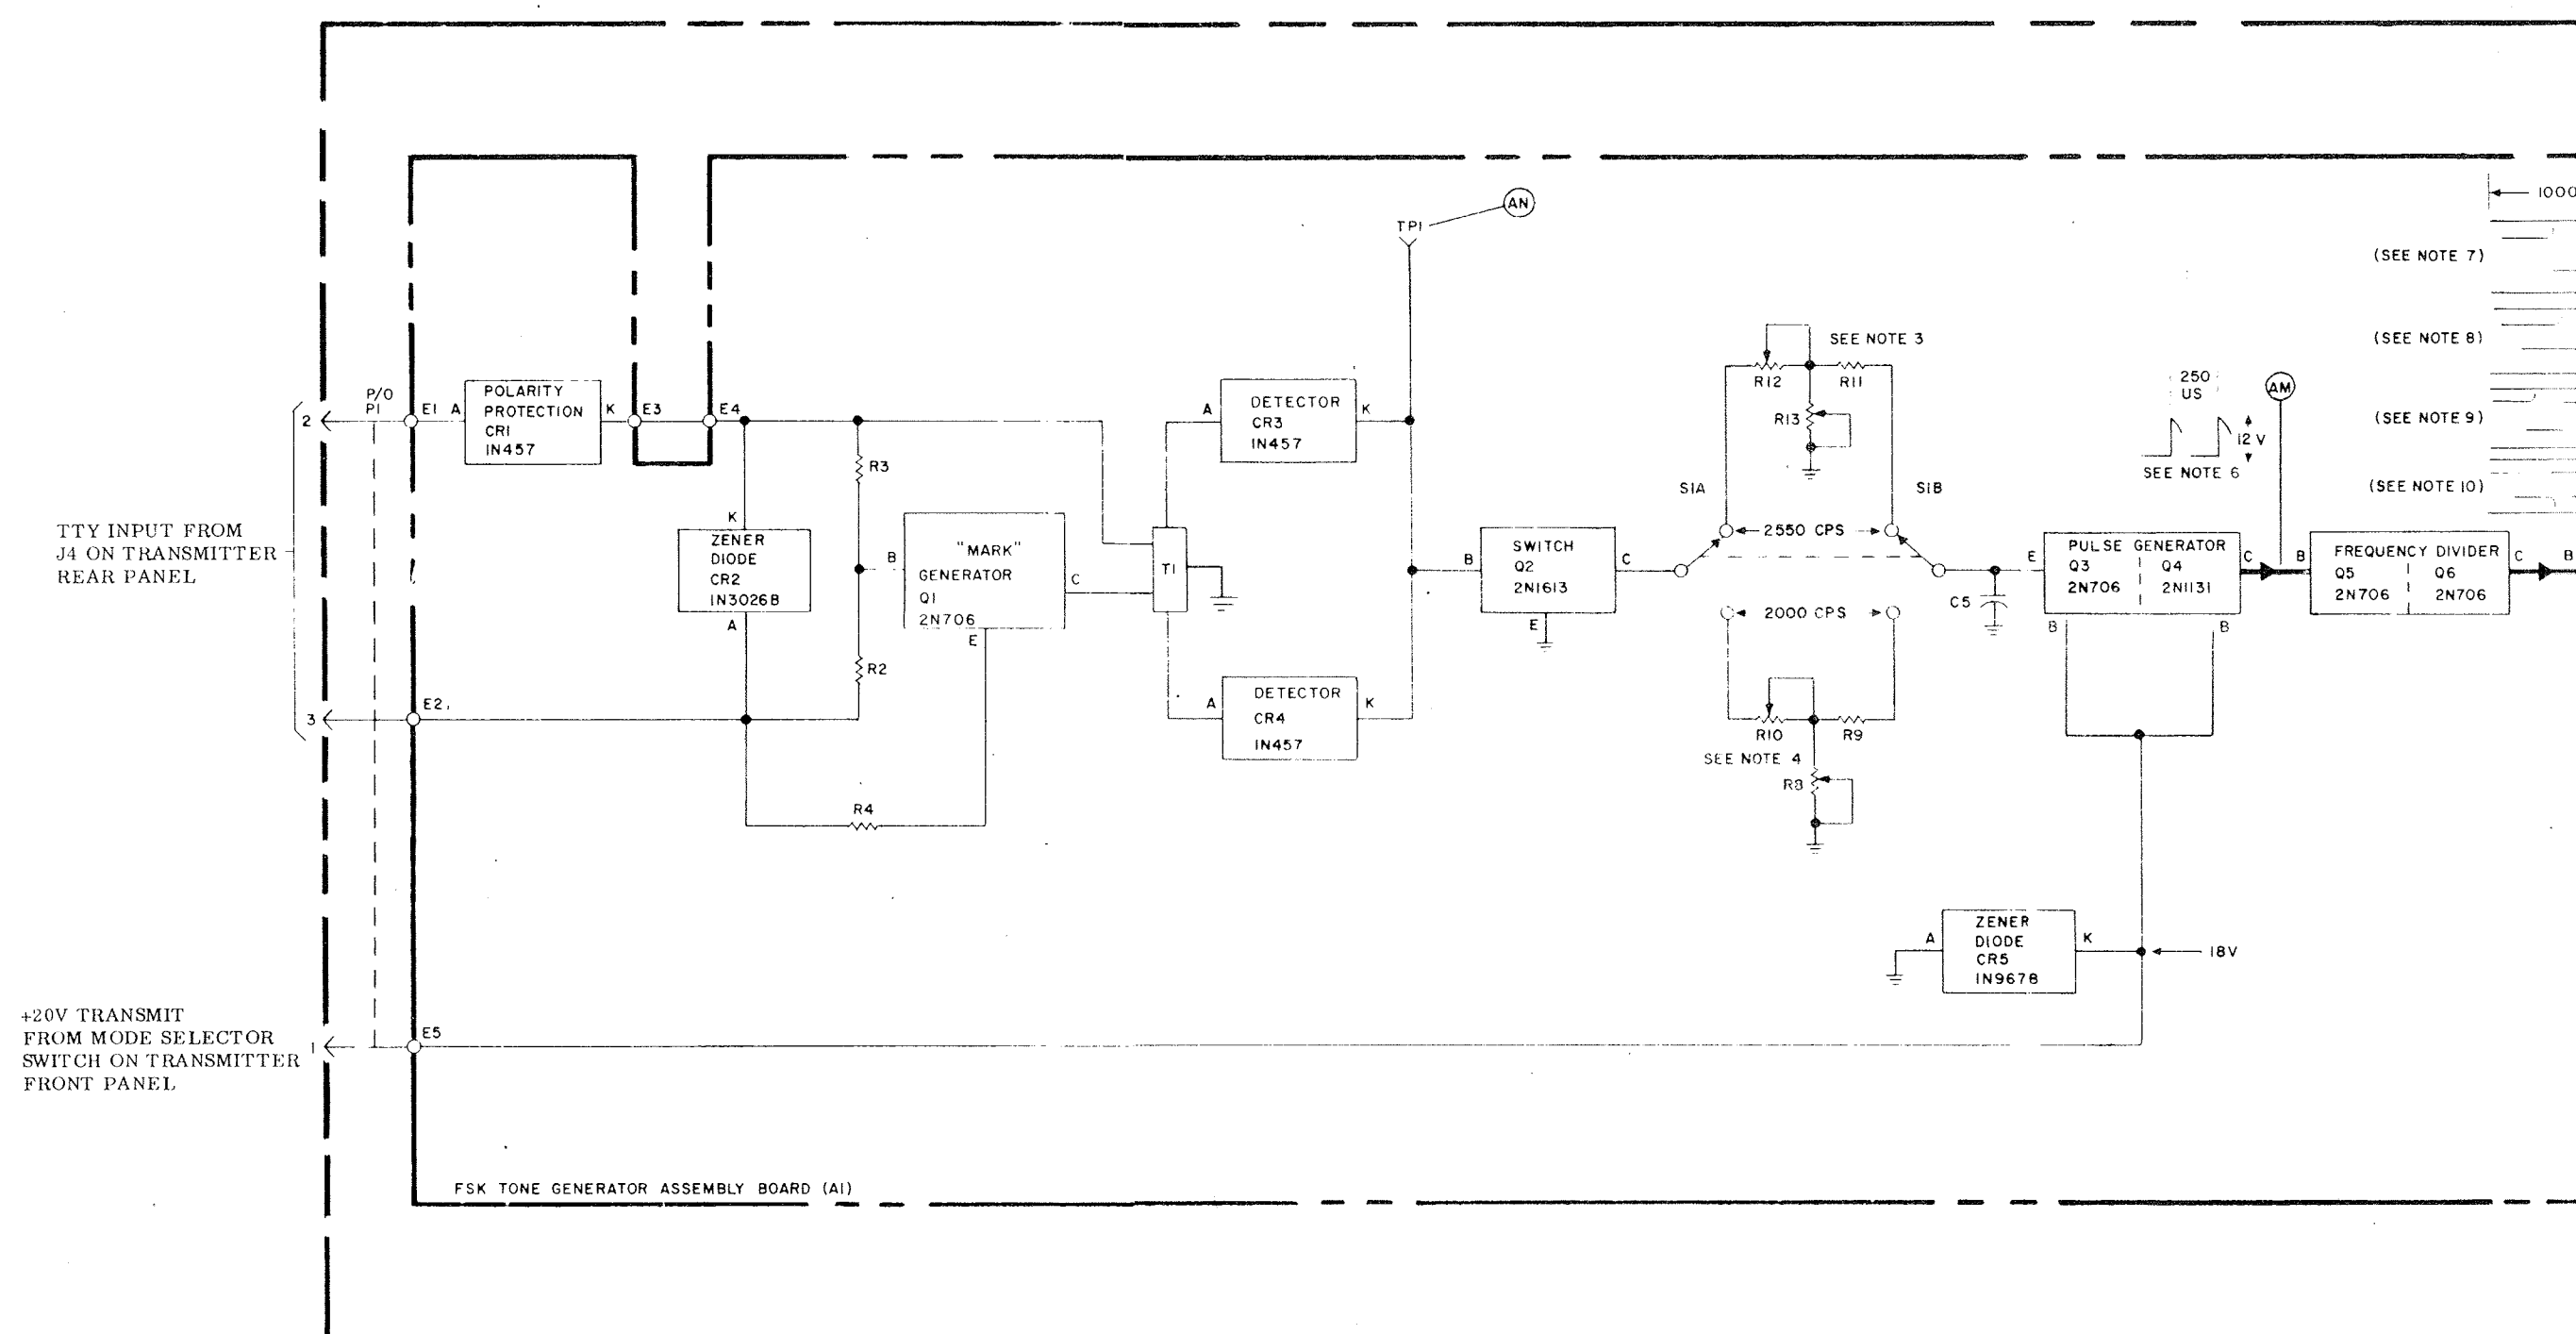 1000
AN
TP1
(SEE NOTE 7)
SEE NOTE 3
(SEE NOTE 8)
R12
R11
250
US
AM
P/O
P1
2
E1
A
POLARITY
PROTECTION
CR1
1N457
K
E3
E4
A
DETECTOR
CR3
1N457
K
R13
12 V
SEE NOTE 6
(SEE NOTE 9)
R3
S1A
S1B
(SEE NOTE 10)
TTY INPUT FROM
J4 ON TRANSMITTER
REAR PANEL
K
ZENER
DIODE
CR2
1N3026B
A
B
"MARK"
GENERATOR
Q1
2N706
C
E
T1
B
SWITCH
Q2
2N1613
C
E
2550 CPS
2000 CPS
C5
E
PULSE GENERATOR
Q3
2N706
Q4
2N1131
C
B
B
B
FREQUENCY DIVIDER
Q5
2N706
Q6
2N706
C
B
R2
3
E2
A
DETECTOR
CR4
1N457
K
R10
R9
SEE NOTE 4
R8
R4
A
ZENER
DIODE
CR5
1N967B
K
18V
+20V TRANSMIT
FROM MODE SELECTOR
SWITCH ON TRANSMITTER
FRONT PANEL
1
E5
FSK TONE GENERATOR ASSEMBLY BOARD (A1)